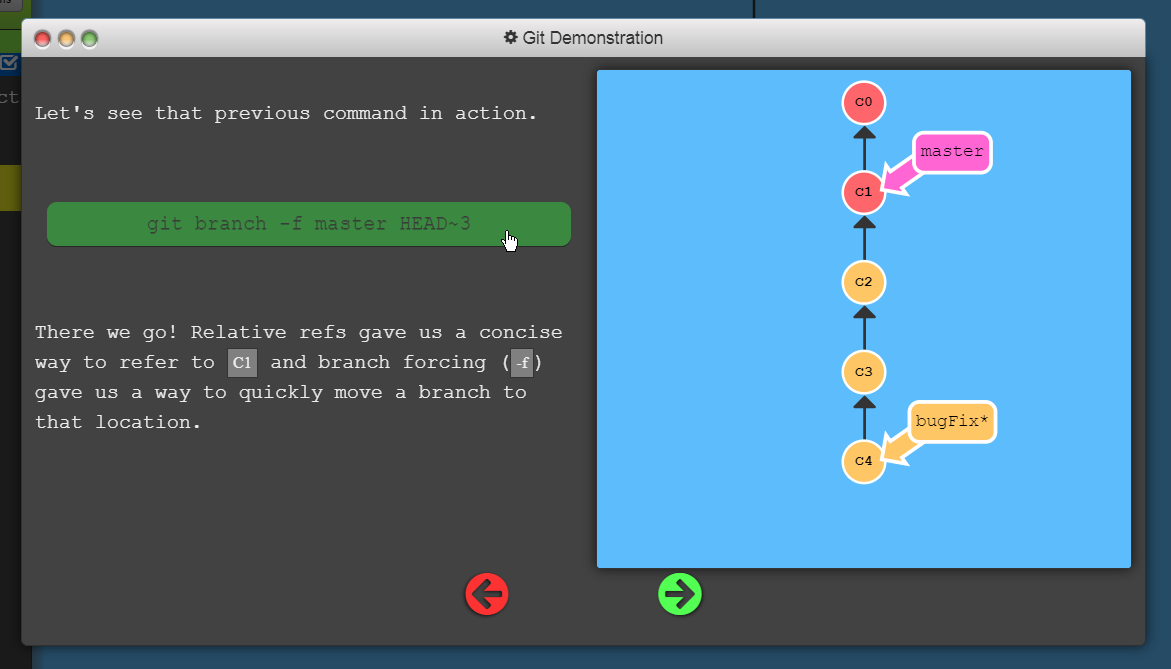 Git Demonstration
Let's see that previous command in action.
git branch -f master HEAD~3
There we go! Relative refs gave us a concise
way to refer to C1 and branch forcing (-f)
gave us a way to quickly move a branch to
that location.
C0
master
C1
C2
C3
bugFix*
C4